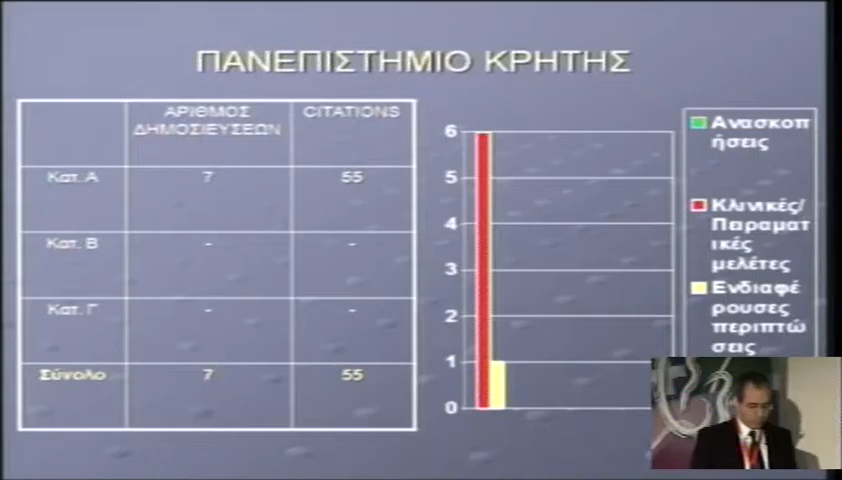 ΠΑΝΕΠΙΣΤΗΜΙΟ ΚΡΗΤΗΣ
ΑΡΙΘΜΟΣ ΔΗΜΟΣΙΕΥΣΕΩΝ CITATIONS
Κατ. Α 7 55
Κατ. Β - -
Κατ. Γ - -
Σύνολο 7 55
6
5
4
3
2
1
0
Ανασκοπ
ήσεις
Κλινικές/
Πειραματ
ικές
μελέτες
Ενδιαφέ
ρουσες
περιπτώ
σεις